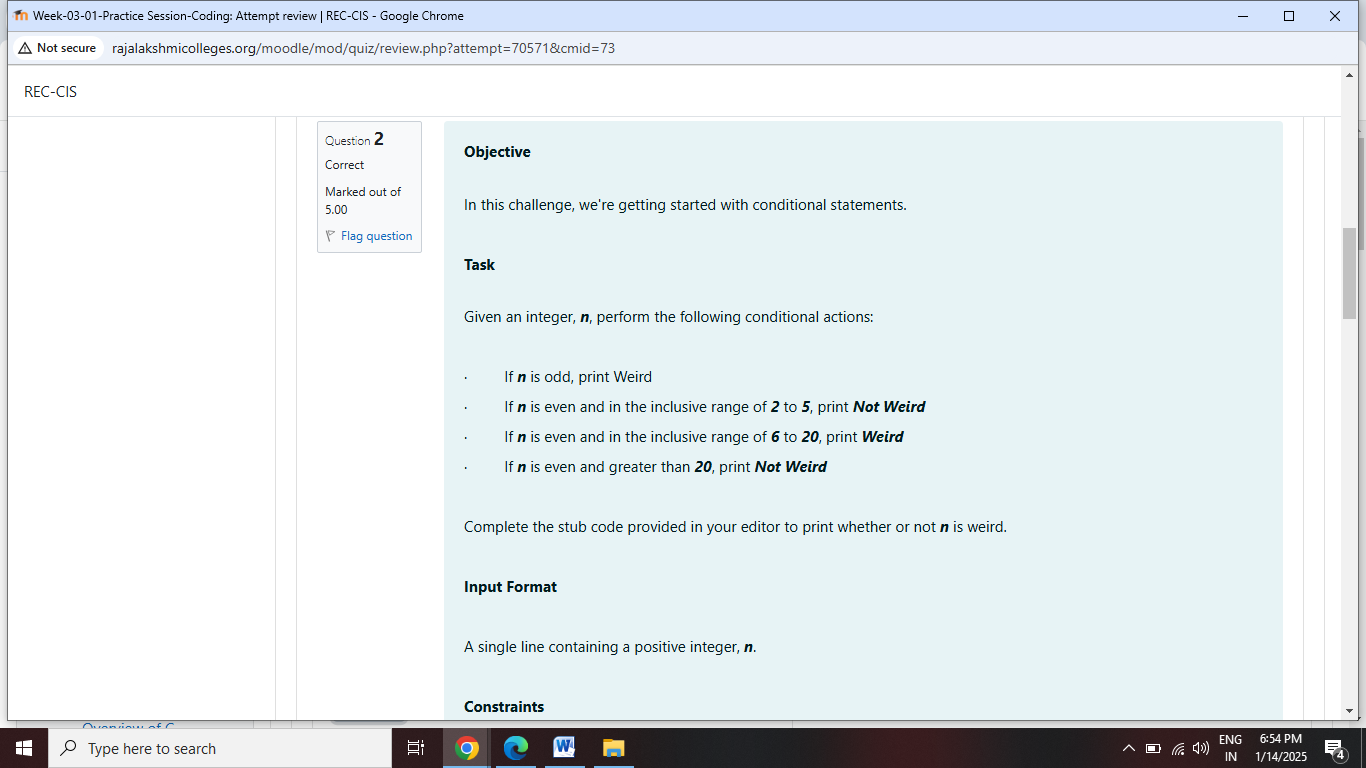 Week-03-01-Practice Session-Coding: Attempt review | REC-CIS - Google Chrome
Not secure
rajalakshmicolleges.org/moodle/mod/quiz/review.php?attempt=70571&cmid=73
REC-CIS
Question 2
Correct
Marked out of
5.00
Flag question
Objective
In this challenge, we're getting started with conditional statements.
Task
Given an integer, n, perform the following conditional actions:
· If n is odd, print Weird
· If n is even and in the inclusive range of 2 to 5, print Not Weird
· If n is even and in the inclusive range of 6 to 20, print Weird
· If n is even and greater than 20, print Not Weird
Complete the stub code provided in your editor to print whether or not n is weird.
Input Format
A single line containing a positive integer, n.
Constraints
Overview of C
Type here to search
ENG
IN
6:54 PM
1/14/2025
4